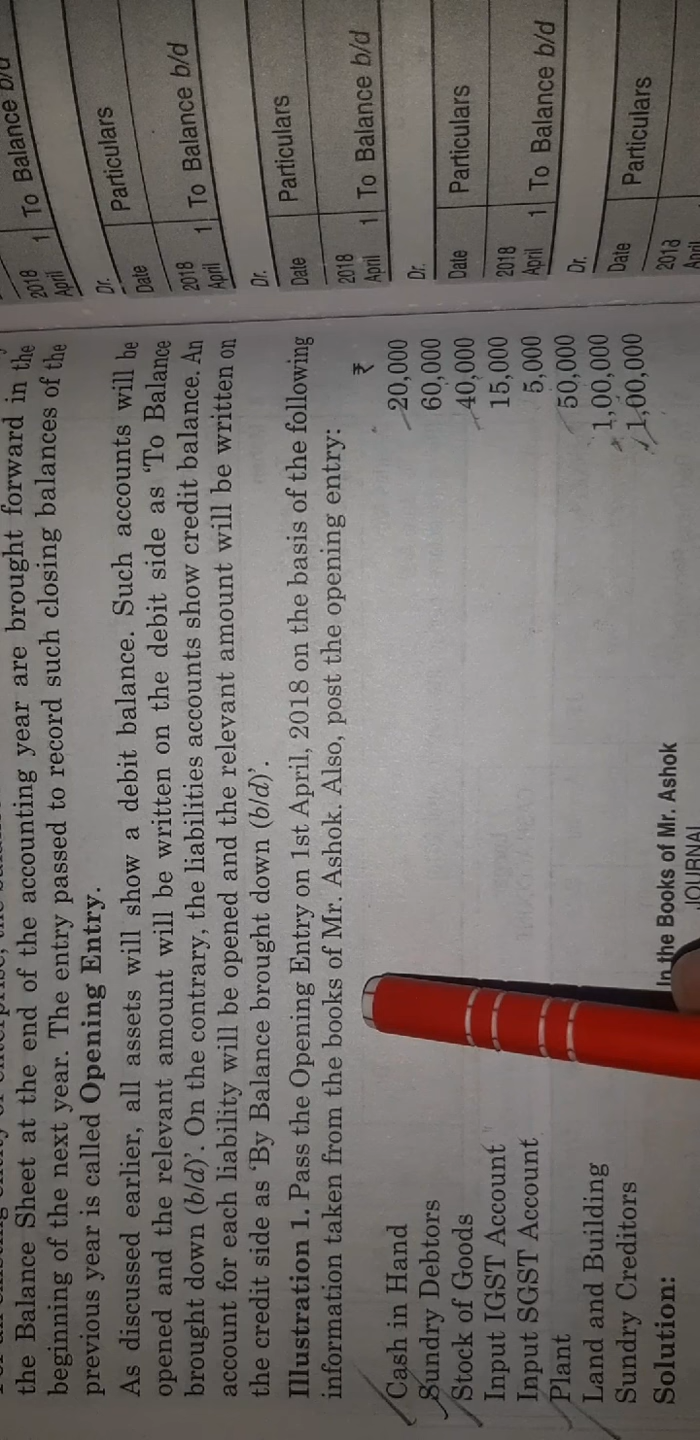 the Balance Sheet at the end of the accounting year are brought forward in the
beginning of the next year. The entry passed to record such closing balances of the
previous year is called Opening Entry.
As discussed earlier, all assets will show a debit balance. Such accounts will be
opened and the relevant amount will be written on the debit side as ‘To Balance
brought down (b/d)’. On the contrary, the liabilities accounts show credit balance. An
account for each liability will be opened and the relevant amount will be written on
the credit side as ‘By Balance brought down (b/d)’.
Illustration 1. Pass the Opening Entry on 1st April, 2018 on the basis of the following
information taken from the books of Mr. Ashok. Also, post the opening entry:
₹
Cash in Hand 20,000
Sundry Debtors 60,000
Stock of Goods 40,000
Input IGST Account 15,000
Input SGST Account 5,000
Plant 50,000
Land and Building 1,00,000
Sundry Creditors 1,00,000
Solution:
In the Books of Mr. Ashok
JOURNAL
2018
April 1 To Balance b/d
Dr.
Date Particulars
2018
April 1 To Balance b/d
Dr.
Date Particulars
2018
April 1 To Balance b/d
Dr.
Date Particulars
2018
April 1 To Balance b/d
Dr.
Date Particulars
2018
April